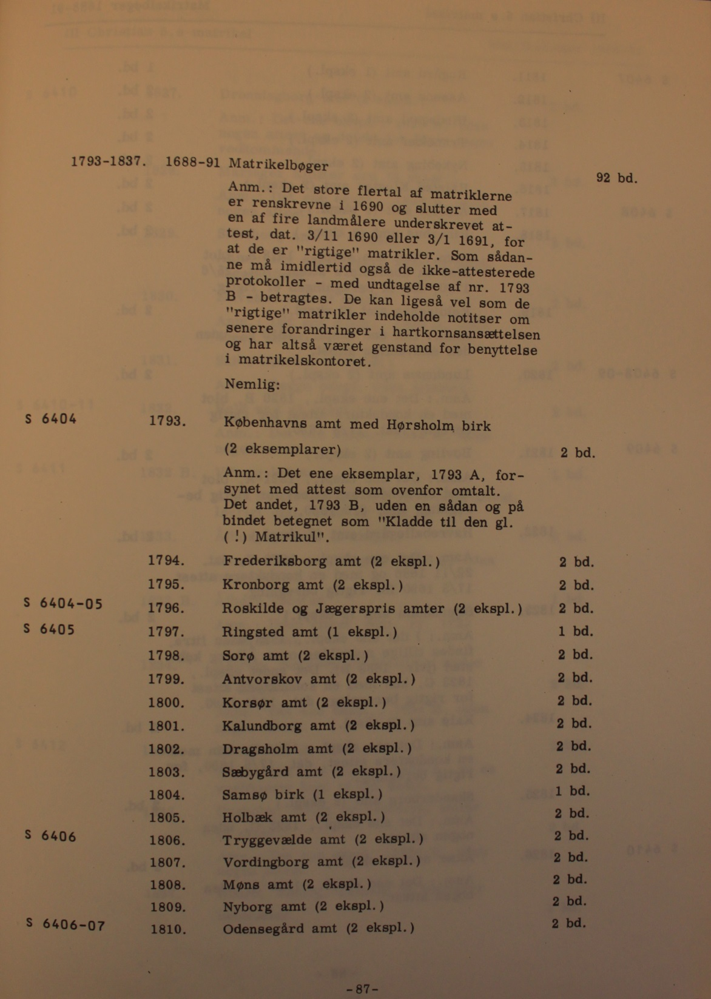 1793-1837. 1688-91 Matrikelbøger 92 bd.
Anm.: Det store flertal af matriklerne
er renskrevne i 1690 og slutter med
en af fire landmålere underskrevet at-
test, dat. 3/11 1690 eller 3/1 1691, for
at de er "rigtige" matrikler. Som sådan-
ne må imidlertid også de ikke-attesterede
protokoller - med undtagelse af nr. 1793
B - betragtes. De kan ligeså vel som de
"rigtige" matrikler indeholde notitser om
senere forandringer i hartkornsansættelsen
og har altså været genstand for benyttelse
i matrikelskontoret.
Nemlig:
S 6404 1793. Københavns amt med Hørsholm birk
(2 eksemplarer) 2 bd.
Anm.: Det ene eksemplar, 1793 A, for-
synet med attest som ovenfor omtalt.
Det andet, 1793 B, uden en sådan og på
bindet betegnet som "Kladde til den gl.
(!) Matrikul".
1794. Frederiksborg amt (2 ekspl.) 2 bd.
1795. Kronborg amt (2 ekspl.) 2 bd.
S 6404-05 1796. Roskilde og Jægerspris amter (2 ekspl.) 2 bd.
S 6405 1797. Ringsted amt (1 ekspl.) 1 bd.
1798. Sorø amt (2 ekspl.) 2 bd.
1799. Antvorskov amt (2 ekspl.) 2 bd.
1800. Korsør amt (2 ekspl.) 2 bd.
1801. Kalundborg amt (2 ekspl.) 2 bd.
1802. Dragsholm amt (2 ekspl.) 2 bd.
1803. Sæbygård amt (2 ekspl.) 2 bd.
1804. Samsø birk (1 ekspl.) 1 bd.
1805. Holbæk amt (2 ekspl.) 2 bd.
S 6406 1806. Tryggevælde amt (2 ekspl.) 2 bd.
1807. Vordingborg amt (2 ekspl.) 2 bd.
1808. Møns amt (2 ekspl.) 2 bd.
1809. Nyborg amt (2 ekspl.) 2 bd.
S 6406-07 1810. Odensegård amt (2 ekspl.) 2 bd.
-87-